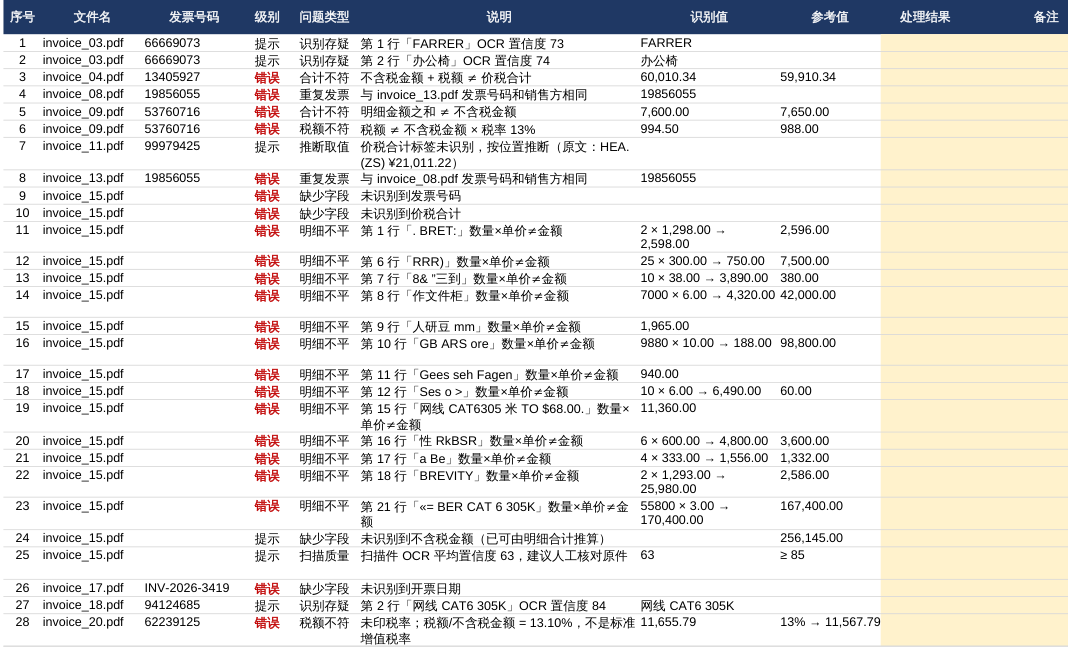 序号 文件名 发票号码 级别 问题类型 说明 识别值 参考值 处理结果 备注
1 invoice_03.pdf 66669073 提示 识别存疑 第 1 行「FARRER」OCR 置信度 73 FARRER
2 invoice_03.pdf 66669073 提示 识别存疑 第 2 行「办公椅」OCR 置信度 74 办公椅
3 invoice_04.pdf 13405927 错误 合计不符 不含税金额 + 税额 ≠ 价税合计 60,010.34 59,910.34
4 invoice_08.pdf 19856055 错误 重复发票 与 invoice_13.pdf 发票号码和销售方相同 19856055
5 invoice_09.pdf 53760716 错误 合计不符 明细金额之和 ≠ 不含税金额 7,600.00 7,650.00
6 invoice_09.pdf 53760716 错误 税额不符 税额 ≠ 不含税金额 × 税率 13% 994.50 988.00
7 invoice_11.pdf 99979425 提示 推断取值 价税合计标签未识别，按位置推断（原文：HEA.
(ZS) ¥21,011.22）
8 invoice_13.pdf 19856055 错误 重复发票 与 invoice_08.pdf 发票号码和销售方相同 19856055
9 invoice_15.pdf 错误 缺少字段 未识别到发票号码
10 invoice_15.pdf 错误 缺少字段 未识别到价税合计
11 invoice_15.pdf 错误 明细不平 第 1 行「. BRET:」数量×单价≠金额 2 × 1,298.00 → 2,596.00
2,598.00
12 invoice_15.pdf 错误 明细不平 第 6 行「RRR)」数量×单价≠金额 25 × 300.00 → 750.00 7,500.00
13 invoice_15.pdf 错误 明细不平 第 7 行「8& "三到」数量×单价≠金额 10 × 38.00 → 3,890.00 380.00
14 invoice_15.pdf 错误 明细不平 第 8 行「作文件柜」数量×单价≠金额 7000 × 6.00 → 4,320.00 42,000.00
15 invoice_15.pdf 错误 明细不平 第 9 行「人研豆 mm」数量×单价≠金额 1,965.00
16 invoice_15.pdf 错误 明细不平 第 10 行「GB ARS ore」数量×单价≠金额 9880 × 10.00 → 188.00 98,800.00
17 invoice_15.pdf 错误 明细不平 第 11 行「Gees seh Fagen」数量×单价≠金额 940.00
18 invoice_15.pdf 错误 明细不平 第 12 行「Ses o >」数量×单价≠金额 10 × 6.00 → 6,490.00 60.00
19 invoice_15.pdf 错误 明细不平 第 15 行「网线 CAT6305 米 TO $68.00.」数量× 11,360.00
单价≠金额
20 invoice_15.pdf 错误 明细不平 第 16 行「性 RkBSR」数量×单价≠金额 6 × 600.00 → 4,800.00 3,600.00
21 invoice_15.pdf 错误 明细不平 第 17 行「a Be」数量×单价≠金额 4 × 333.00 → 1,556.00 1,332.00
22 invoice_15.pdf 错误 明细不平 第 18 行「BREVITY」数量×单价≠金额 2 × 1,293.00 → 2,586.00
25,980.00
23 invoice_15.pdf 错误 明细不平 第 21 行「«= BER CAT 6 305K」数量×单价≠金 55800 × 3.00 → 167,400.00
额 170,400.00
24 invoice_15.pdf 提示 缺少字段 未识别到不含税金额（已可由明细合计推算） 256,145.00
25 invoice_15.pdf 提示 扫描质量 扫描件 OCR 平均置信度 63，建议人工核对原件 63 ≥ 85
26 invoice_17.pdf INV-2026-3419 错误 缺少字段 未识别到开票日期
27 invoice_18.pdf 94124685 提示 识别存疑 第 2 行「网线 CAT6 305K」OCR 置信度 84 网线 CAT6 305K
28 invoice_20.pdf 62239125 错误 税额不符 未印税率；税额/不含税金额 = 13.10%，不是标准 11,655.79 13% → 11,567.79
增值税率